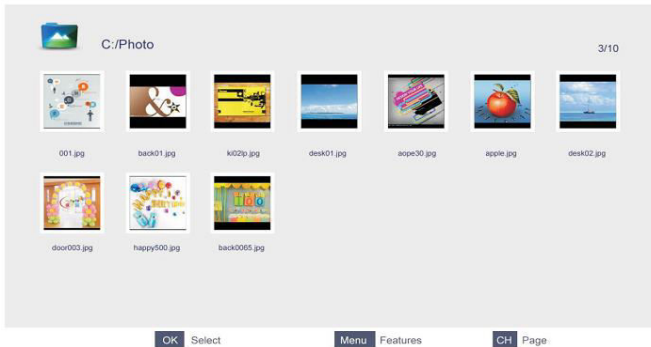 C:/Photo
3/10
001.jpg back01.jpg ki02lp.jpg desk01.jpg aope30.jpg apple.jpg desk02.jpg
door003.jpg happy500.jpg back0065.jpg
OK Select Menu Features CH Page